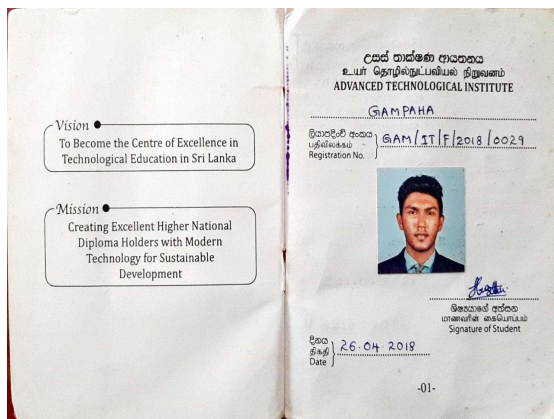 Vision
To Become the Centre of Excellence in
Technological Education in Sri Lanka
Mission
Creating Excellent Higher National
Diploma Holders with Modern
Technology for Sustainable
Development
උසස් තාක්ෂණ ආයතනය
உயர் தொழில்நுட்பவியல் நிறுவனம்
ADVANCED TECHNOLOGICAL INSTITUTE
GAMPAHA
ලියාපදිංචි අංකය
பதிவிலக்கம்
Registration No.
GAM/IT/F/2018/0029
ශිෂ්‍යයාගේ අත්සන
மாணவரின் கையொப்பம்
Signature of Student
දිනය
திகதி
Date
26.04.2018
-01-